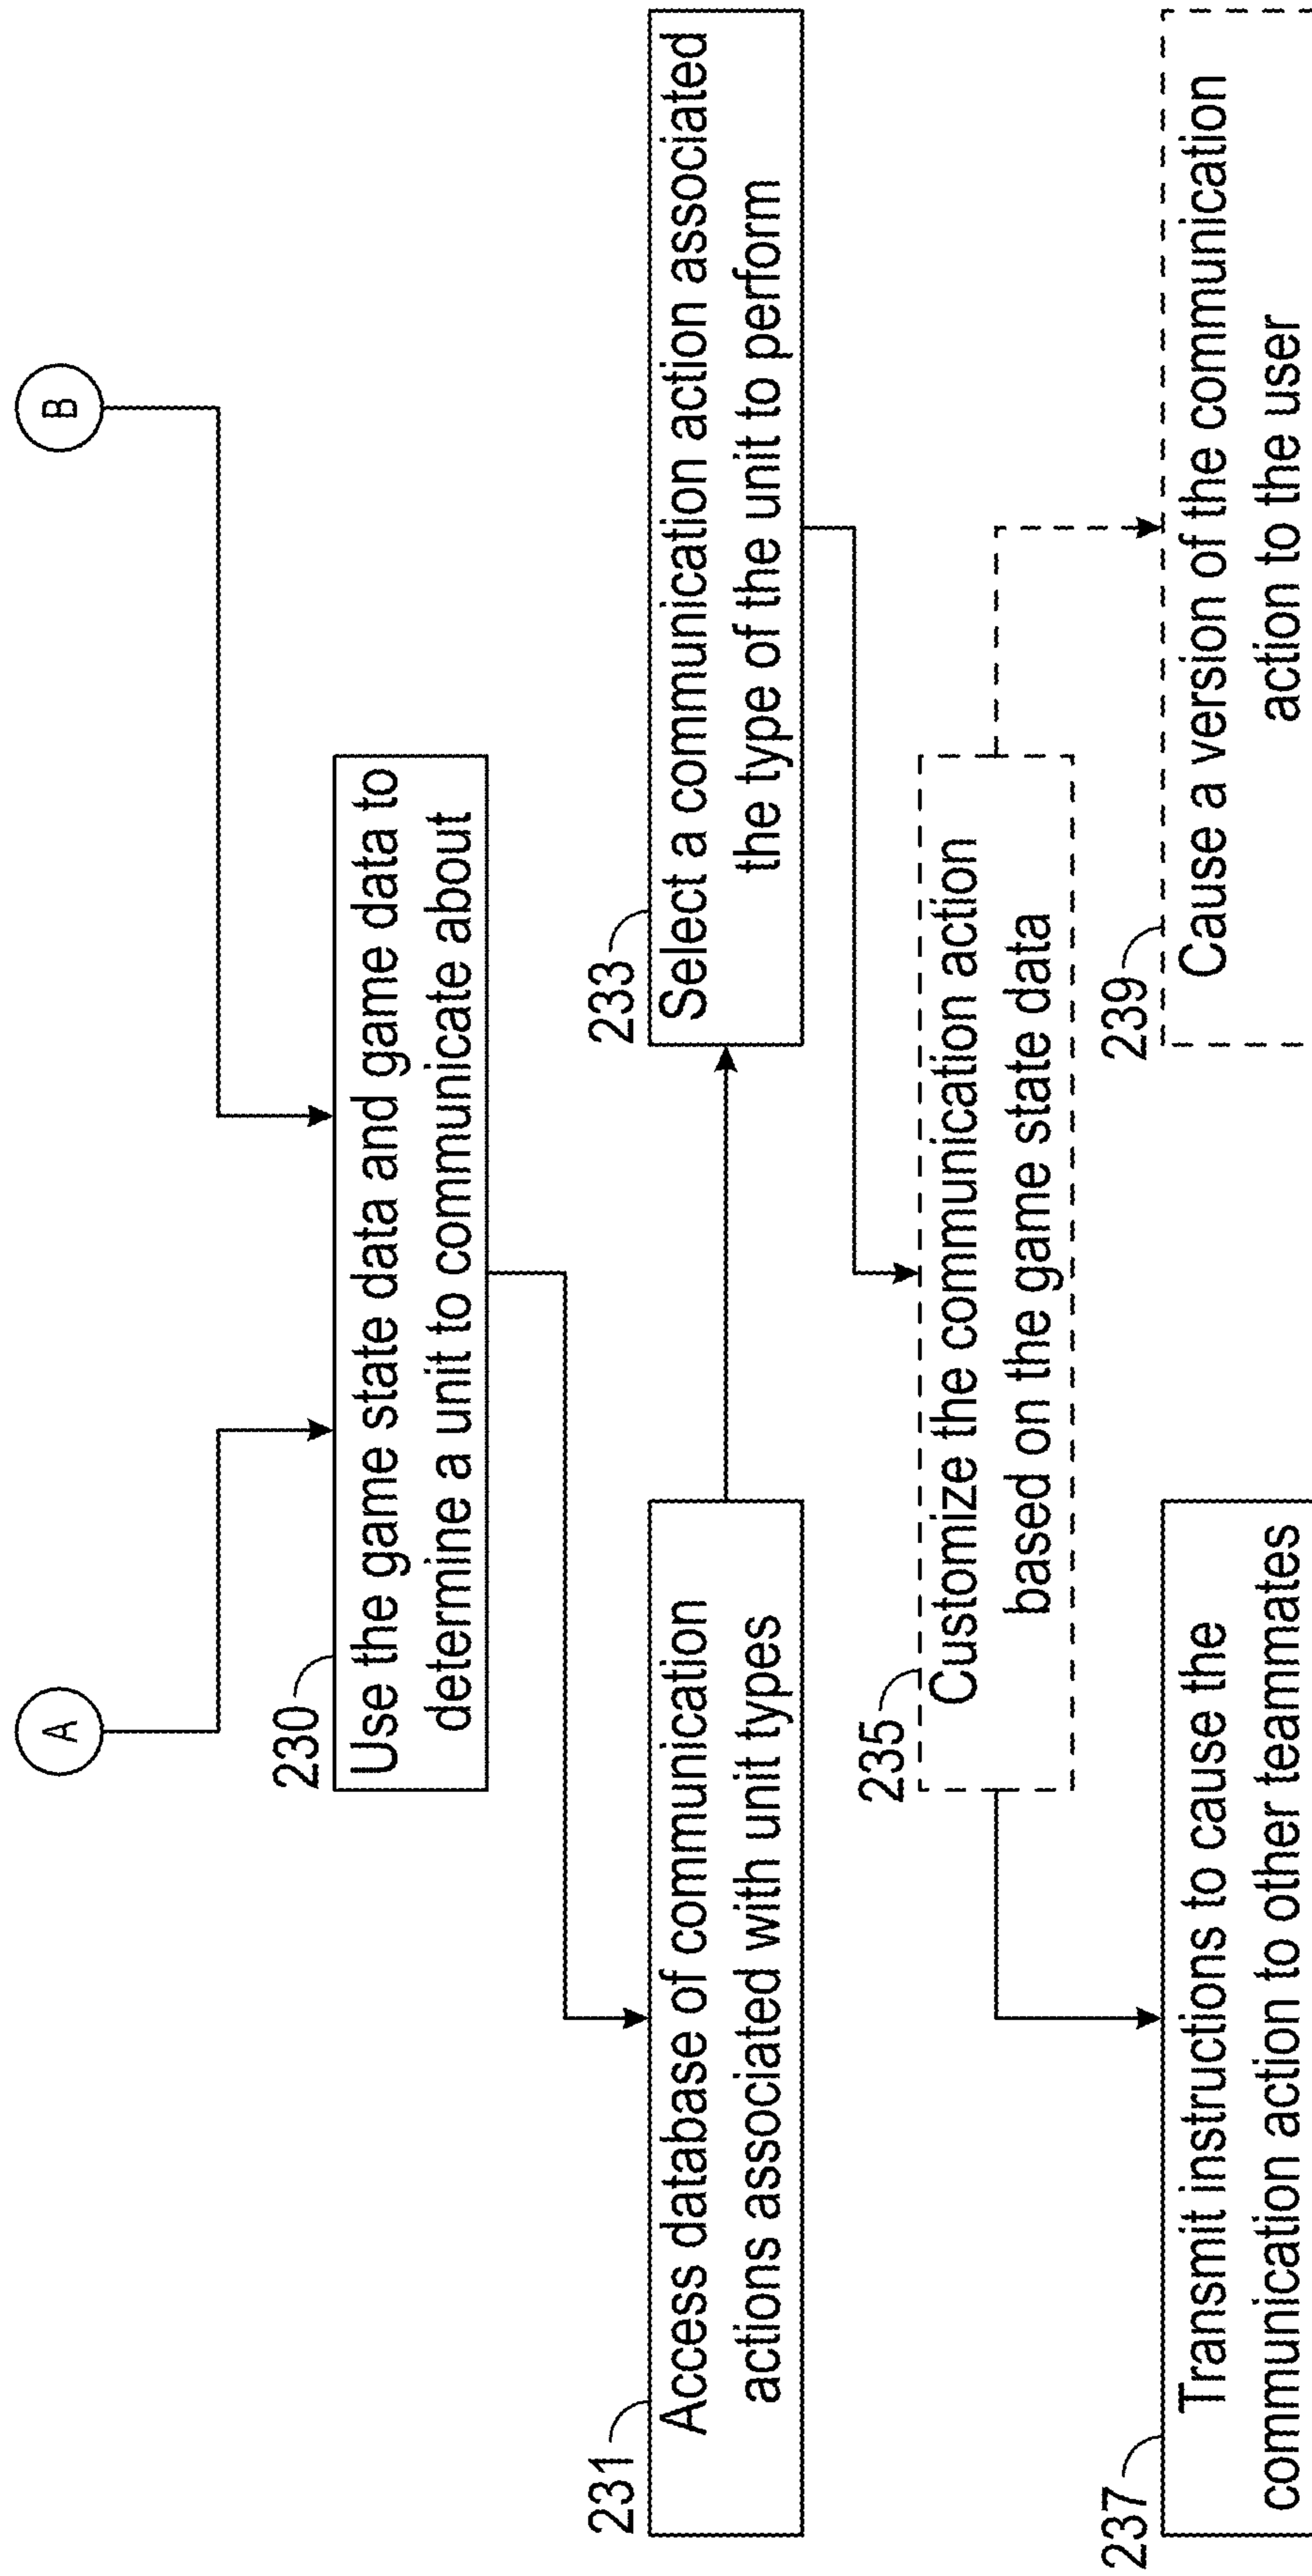 A
B
230
Use the game state data and game data to
determine a unit to communicate about
231
Access database of communication
actions associated with unit types
233
Select a communication action associated
the type of the unit to perform
235
Customize the communication action
based on the game state data
237
Transmit instructions to cause the
communication action to other teammates
239
Cause a version of the communication
action to the user